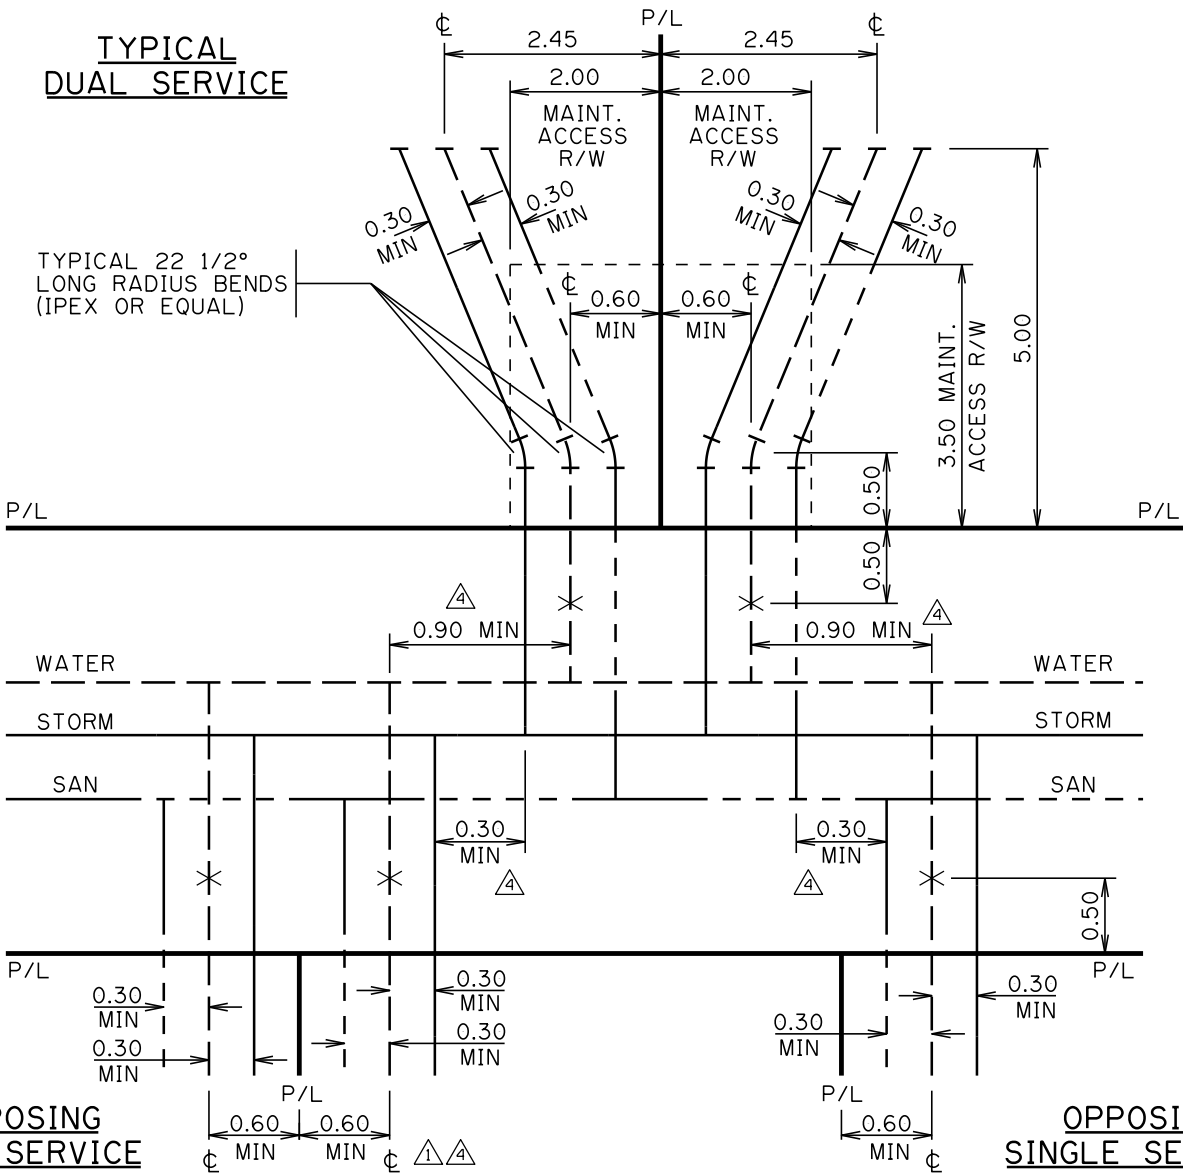 TYPICAL
DUAL SERVICE
℄
P/L
℄
2.45
2.45
2.00
2.00
MAINT.
ACCESS
R/W
MAINT.
ACCESS
R/W
0.30
MIN
0.30
MIN
0.30
MIN
0.30
MIN
TYPICAL 22 1/2°
LONG RADIUS BENDS
(IPEX OR EQUAL)
℄
℄
0.60
MIN
0.60
MIN
3.50 MAINT.
ACCESS R/W
5.00
0.50
P/L
P/L
0.50
4
4
0.90 MIN
0.90 MIN
WATER
WATER
STORM
STORM
SAN
SAN
0.30
MIN
0.30
MIN
4
4
0.50
P/L
P/L
0.30
MIN
0.30
MIN
0.30
MIN
0.30
MIN
0.30
MIN
0.30
MIN
P/L
P/L
0.60
MIN
0.60
MIN
0.60
MIN
℄
℄
1 4
℄
POSING
SERVICE
OPPOSI
SINGLE SE